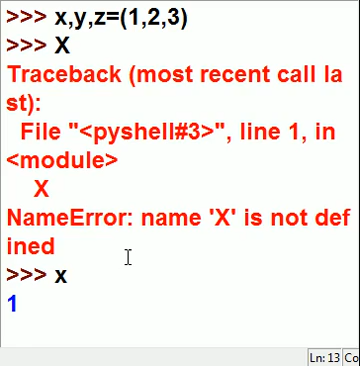 >>> x,y,z=(1,2,3)
>>> X
Traceback (most recent call la
st):
  File "<pyshell#3>", line 1, in
<module>
    X
NameError: name 'X' is not def
ined
>>> x
1
Ln: 13 Co